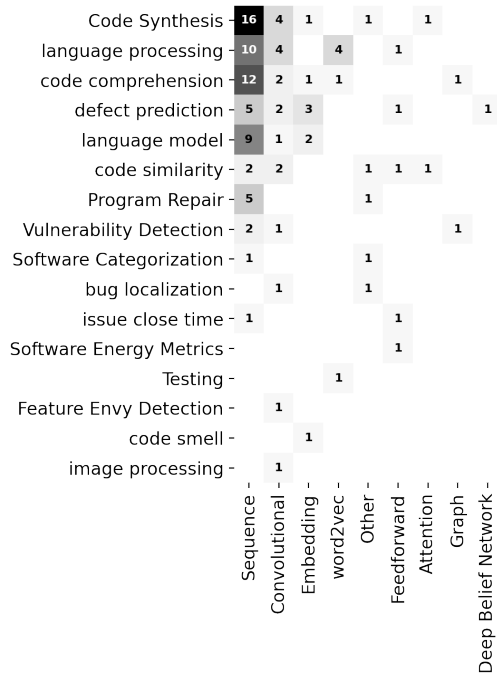 Code Synthesis 16 4 1 1 1
language processing 10 4 4 1
code comprehension 12 2 1 1 1
defect prediction 5 2 3 1 1
language model 9 1 2
code similarity 2 2 1 1 1
Program Repair 5 1
Vulnerability Detection 2 1 1
Software Categorization 1 1
bug localization 1 1
issue close time 1 1
Software Energy Metrics 1
Testing 1
Feature Envy Detection 1
code smell 1
image processing 1
Sequence
Convolutional
Embedding
word2vec
Other
Feedforward
Attention
Graph
Deep Belief Network